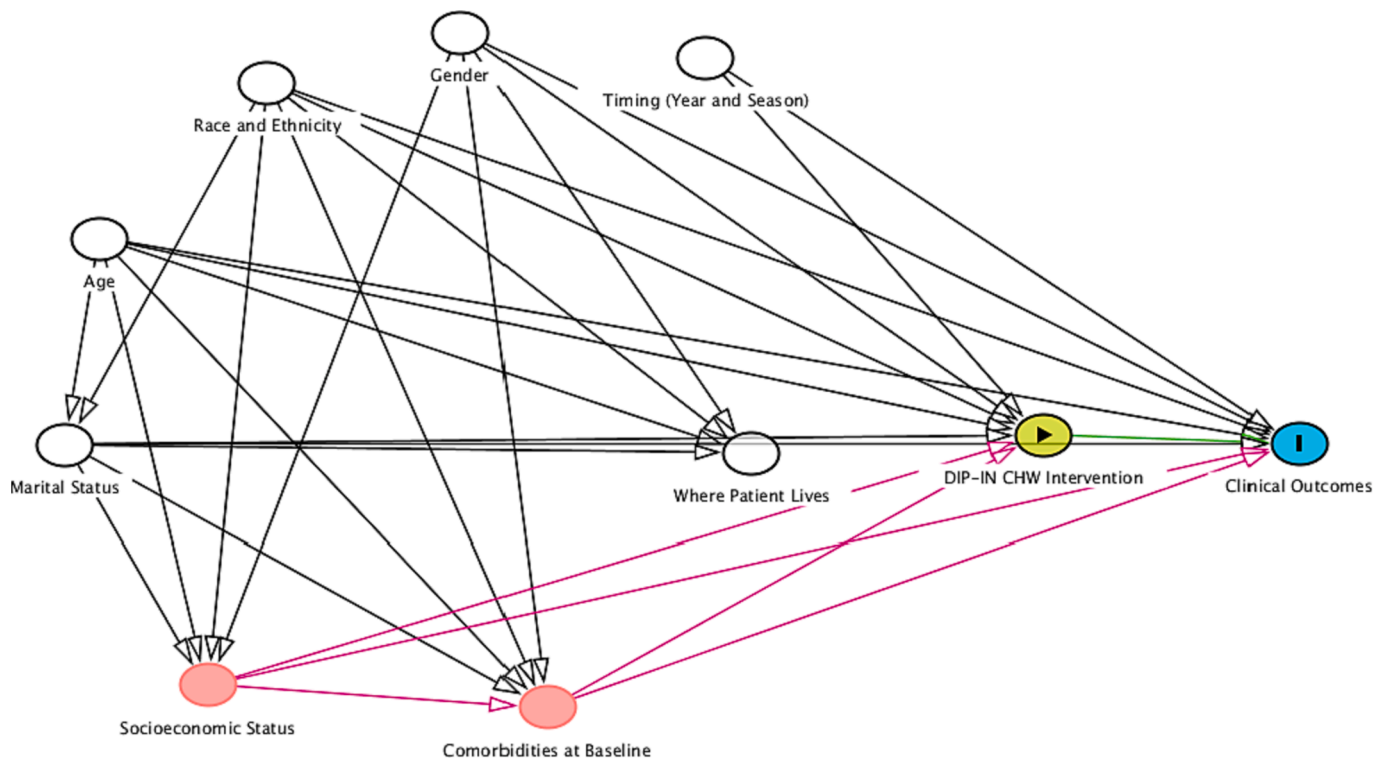 Gender
Timing (Year and Season)
Race and Ethnicity
Age
Marital Status
Where Patient Lives
DIP-IN CHW Intervention
Clinical Outcomes
Socioeconomic Status
Comorbidities at Baseline